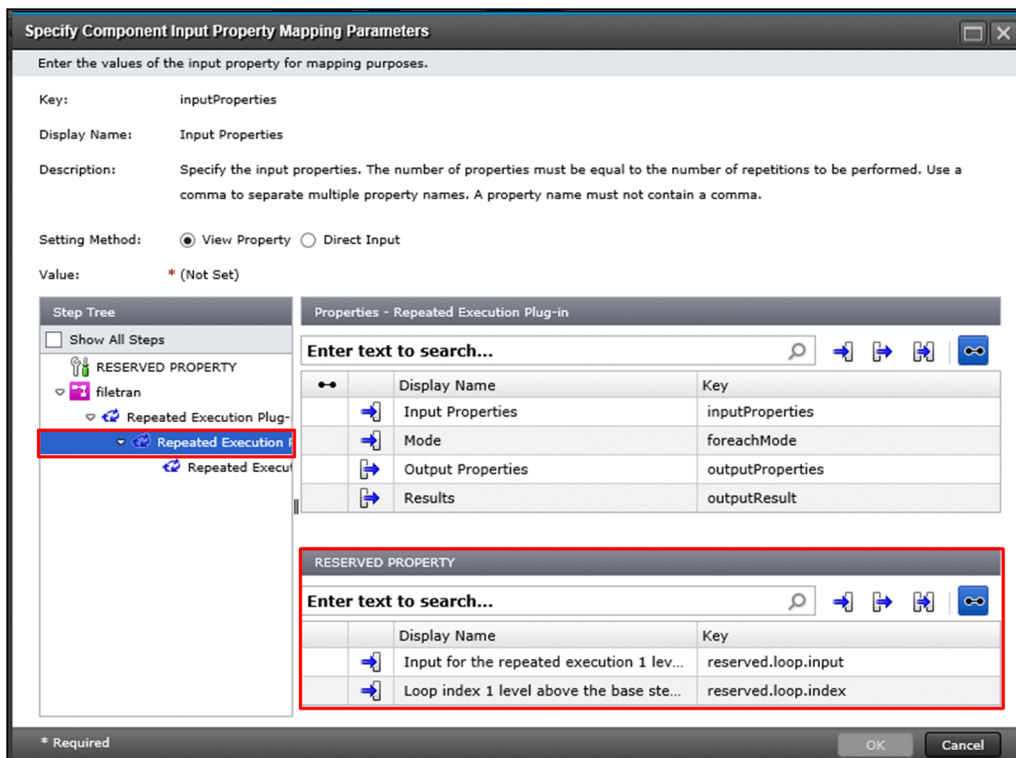 Specify Component Input Property Mapping Parameters
Enter the values of the input property for mapping purposes.
Key: inputProperties
Display Name: Input Properties
Description: Specify the input properties. The number of properties must be equal to the number of repetitions to be performed. Use a
comma to separate multiple property names. A property name must not contain a comma.
Setting Method: View Property Direct Input
Value: * (Not Set)
Step Tree
Show All Steps
RESERVED PROPERTY
filetran
Repeated Execution Plug-
Repeated Execution P
Repeated Execut
Properties - Repeated Execution Plug-in
Enter text to search...
Display Name Key
Input Properties inputProperties
Mode foreachMode
Output Properties outputProperties
Results outputResult
RESERVED PROPERTY
Enter text to search...
Display Name Key
Input for the repeated execution 1 lev... reserved.loop.input
Loop index 1 level above the base ste... reserved.loop.index
* Required
OK Cancel